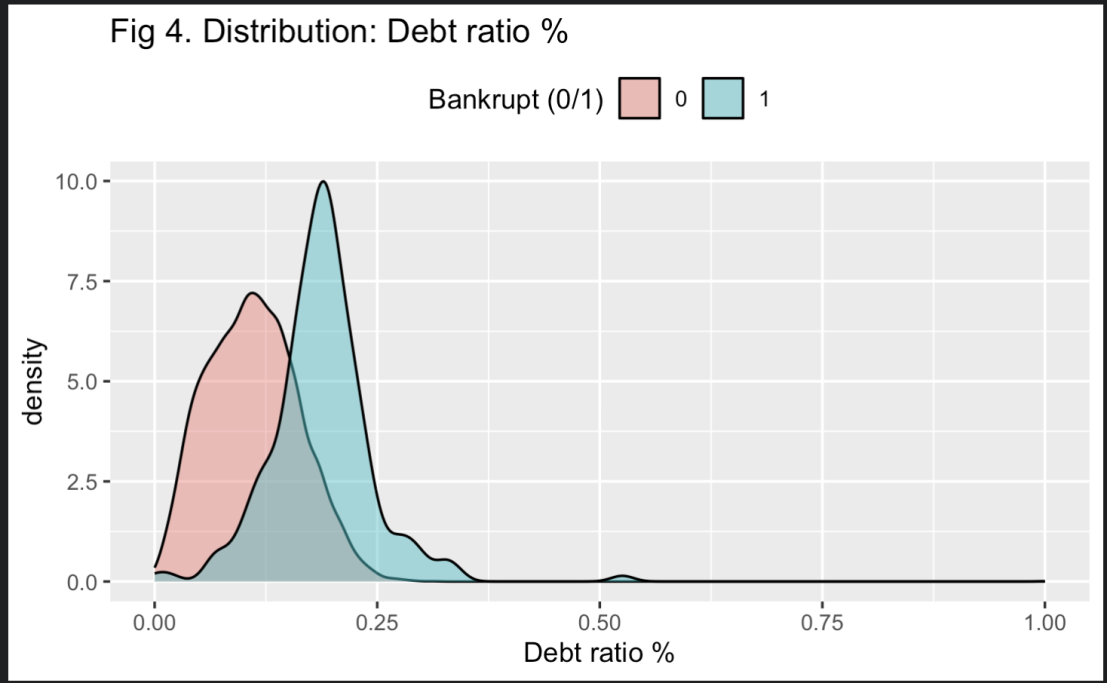 Fig 4. Distribution: Debt ratio %
Bankrupt (0/1) 0 1
10.0
7.5
5.0
2.5
0.0
density
0.00 0.25 0.50 0.75 1.00
Debt ratio %